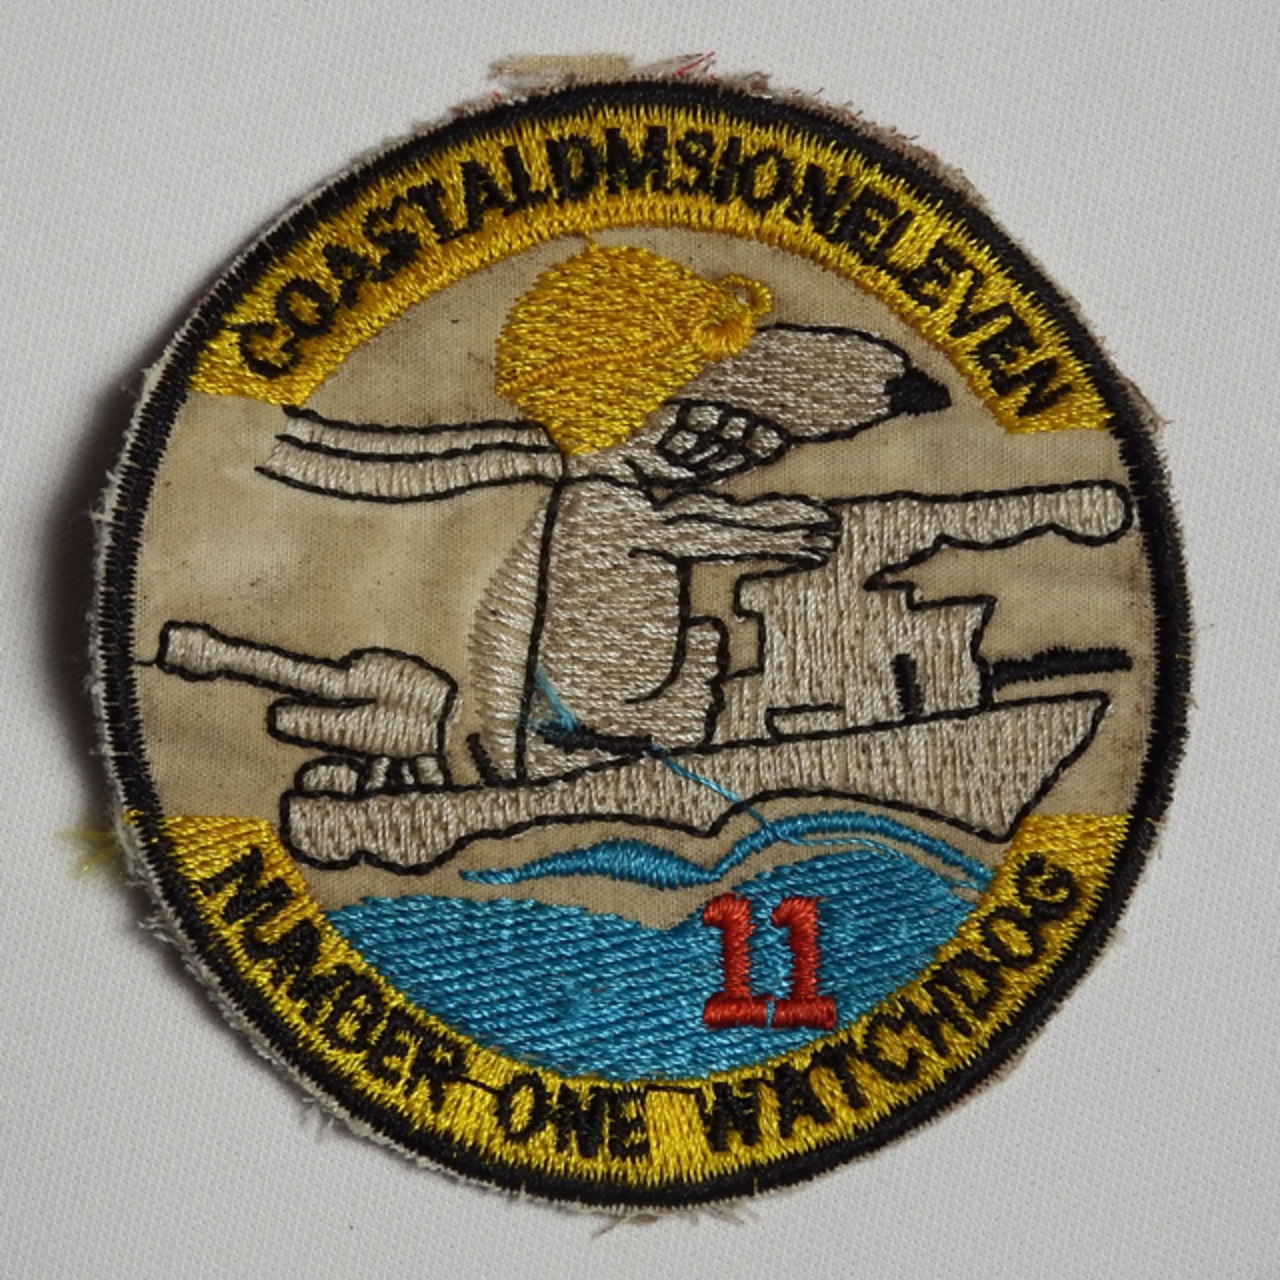 COASTAL DIVISION ELEVEN
11
NUMBER ONE WATCHDOG